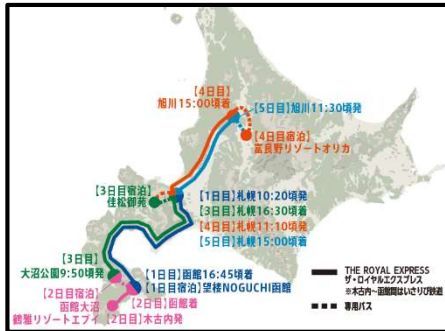 【4日目】
旭川15:00頃着
【5日目】旭川11:30頃発
【4日目宿泊】
富良野リゾートオリカ
【3日目宿泊】
佳松御苑
【1日目】札幌10:20頃発
【3日目】札幌16:30頃着
【4日目】札幌11:10頃発
【5日目】札幌15:00頃着
【3日目】
大沼公園9:50頃発
【1日目】函館16:45頃着
【1日目宿泊】望楼NOGUCHI函館
【2日目宿泊】
函館大沼
鶴雅リゾートエプイ
【2日目】函館着
【2日目】木古内発
THE ROYAL EXPRESS
ザ・ロイヤルエクスプレス
※木古内～函館間はいさりび鉄道
専用バス